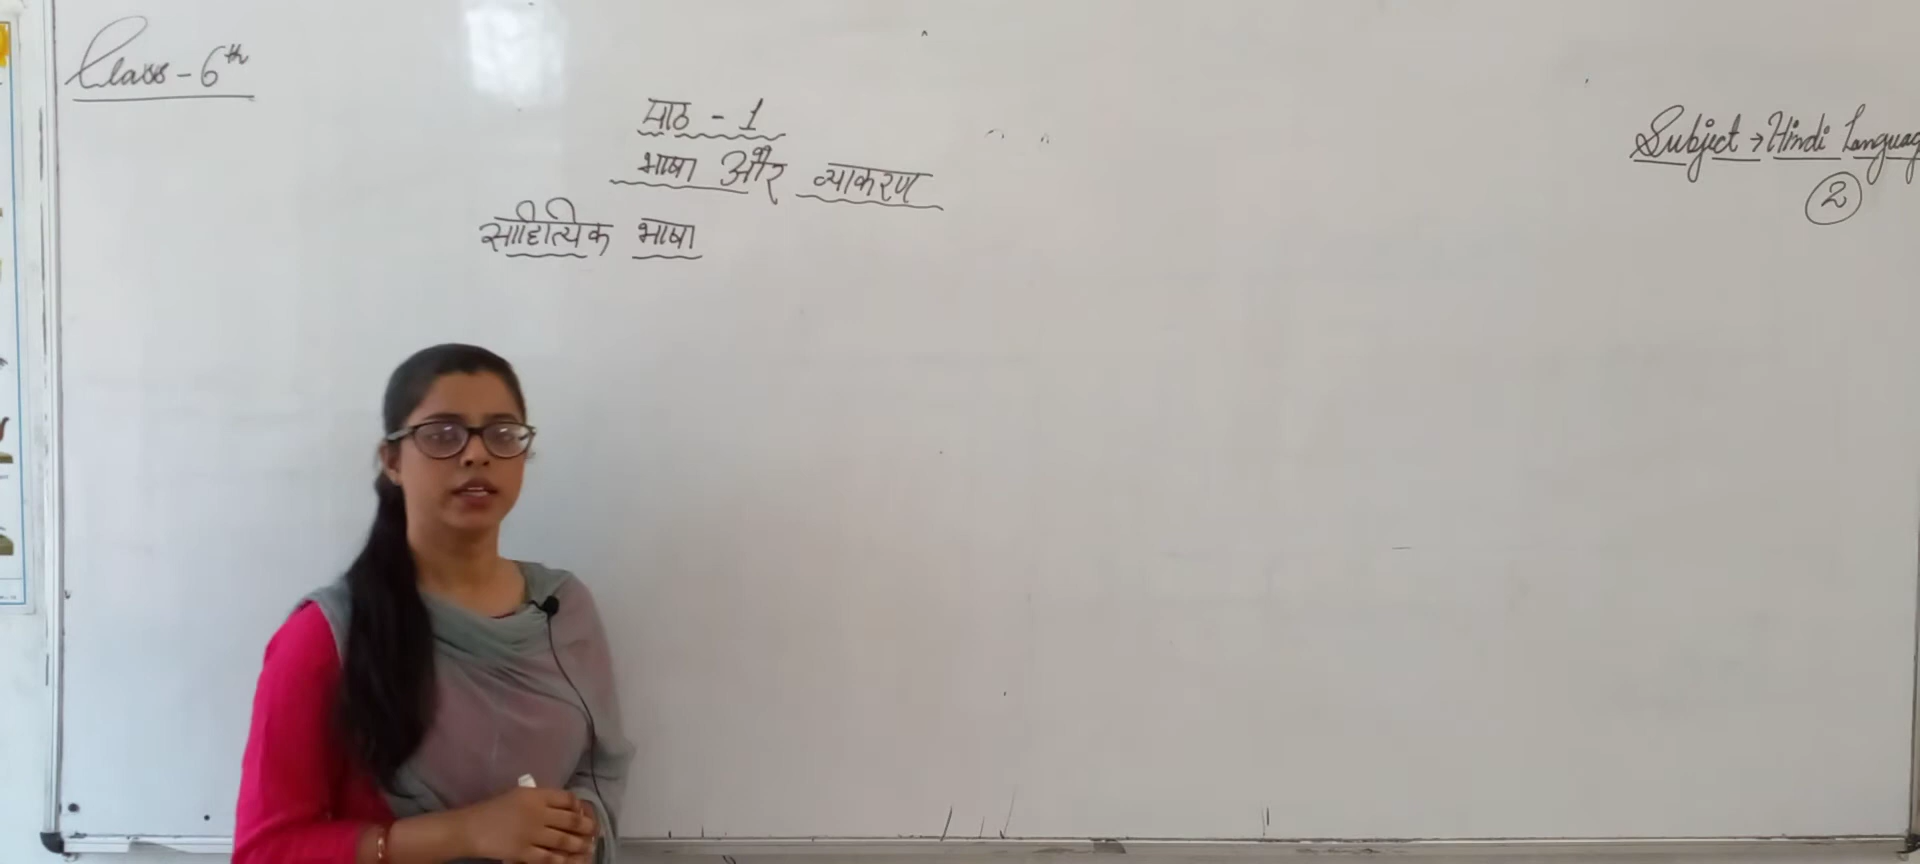 Class - 6th
पाठ - 1
भाषा और व्याकरण
साहित्यिक भाषा
Subject → Hindi Languag
2